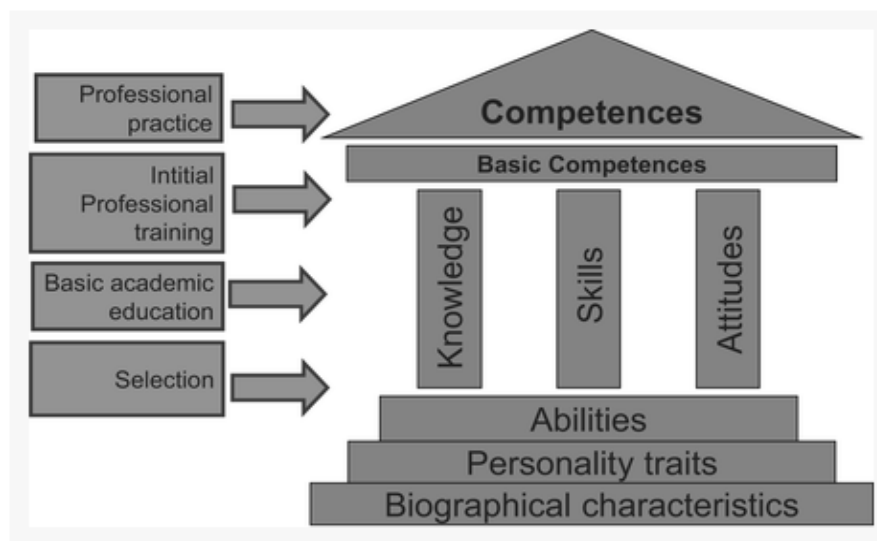 Professional
practice
Intitial
Professional
training
Basic academic
education
Selection
Competences
Basic Competences
Knowledge
Skills
Attitudes
Abilities
Personality traits
Biographical characteristics